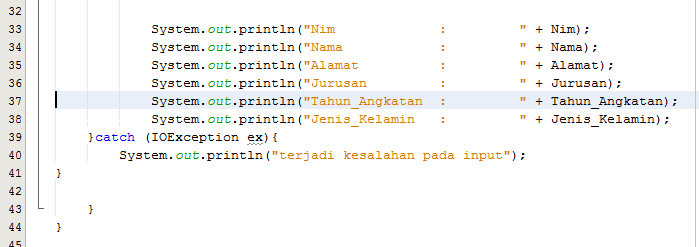 32
33 System.out.println("Nim : " + Nim);
34 System.out.println("Nama : " + Nama);
35 System.out.println("Alamat : " + Alamat);
36 System.out.println("Jurusan : " + Jurusan);
37 System.out.println("Tahun_Angkatan : " + Tahun_Angkatan);
38 System.out.println("Jenis_Kelamin : " + Jenis_Kelamin);
39 }catch (IOException ex){
40 System.out.println("terjadi kesalahan pada input");
41 }
42
43 }
44 }
45